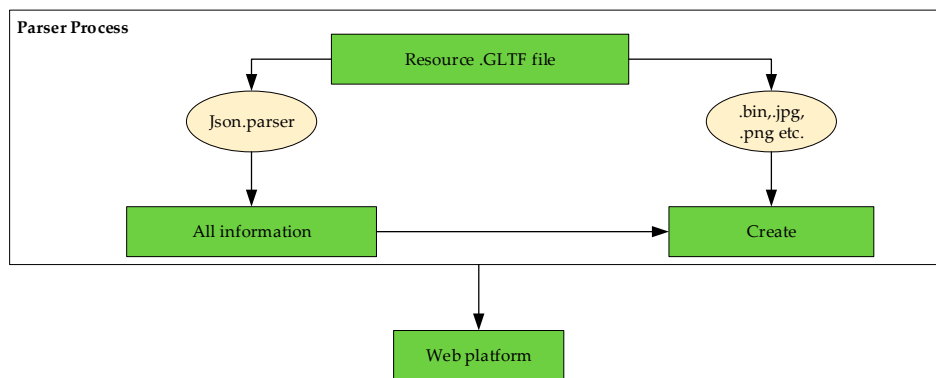 Parser Process
Resource .GLTF file
Json.parser
.bin,.jpg,
.png etc.
All information
Create
Web platform